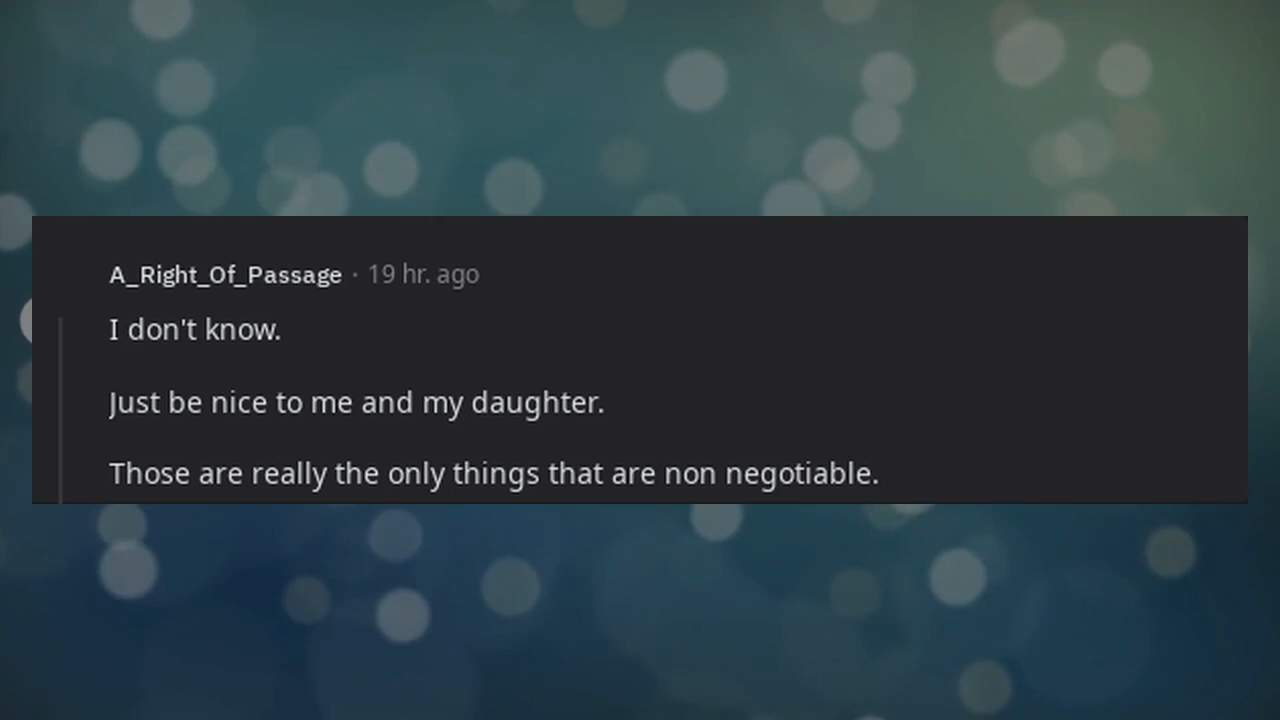 A_Right_Of_Passage · 19 hr. ago
I don't know.
Just be nice to me and my daughter.
Those are really the only things that are non negotiable.